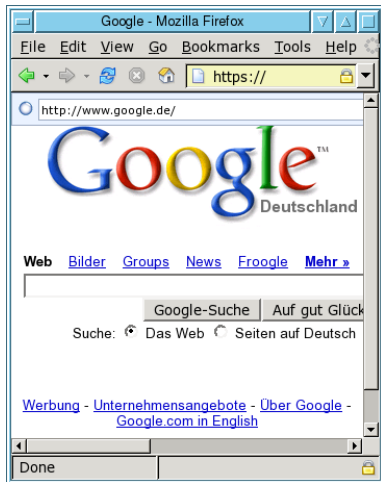 Google - Mozilla Firefox
File Edit View Go Bookmarks Tools Help
https://
http://www.google.de/
Google™
Deutschland
Web Bilder Groups News Froogle Mehr »
Google-Suche Auf gut Glück
Suche: Das Web Seiten auf Deutsch
Werbung - Unternehmensangebote - Über Google -
Google.com in English
Done